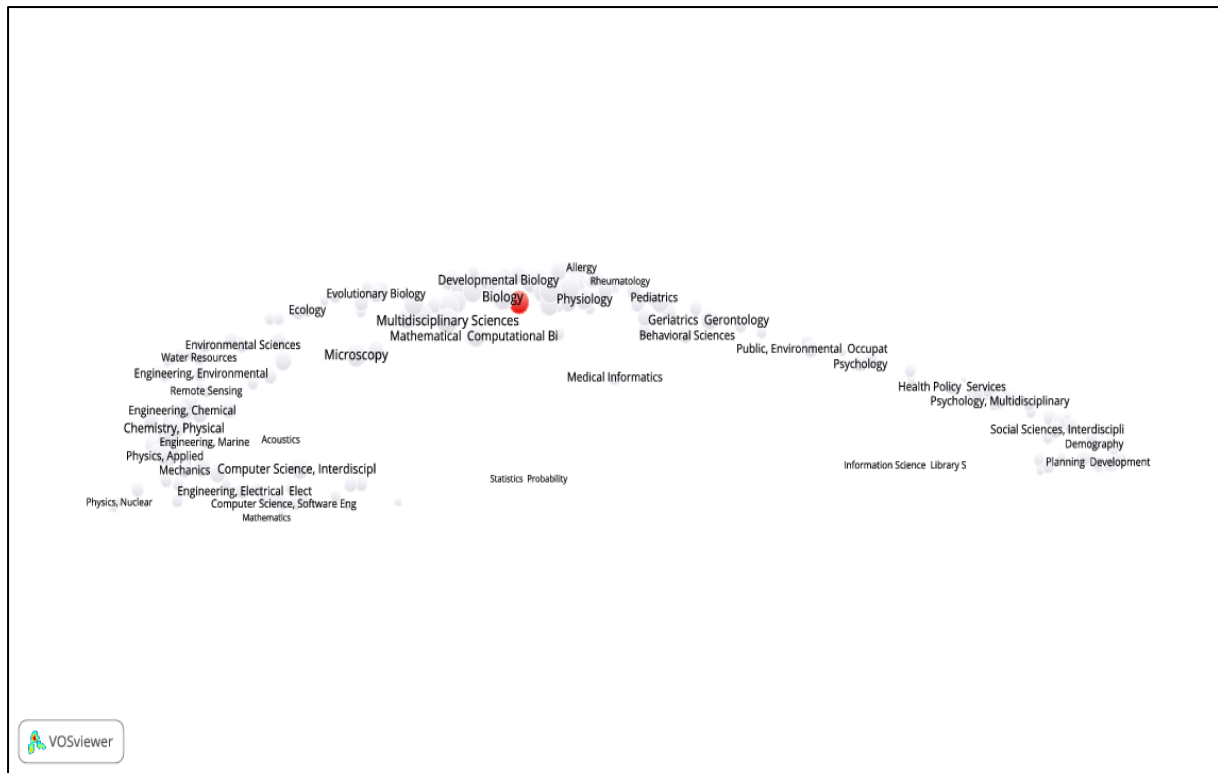 Allergy
Developmental Biology
Rheumatology
Evolutionary Biology
Biology
Physiology
Pediatrics
Ecology
Multidisciplinary Sciences
Geriatrics Gerontology
Mathematical Computational Bi
Behavioral Sciences
Environmental Sciences
Public, Environmental Occupat
Water Resources
Microscopy
Psychology
Engineering, Environmental
Medical Informatics
Remote Sensing
Health Policy Services
Psychology, Multidisciplinary
Engineering, Chemical
Chemistry, Physical
Social Sciences, Interdiscipli
Engineering, Marine
Acoustics
Demography
Physics, Applied
Mechanics
Computer Science, Interdiscipl
Information Science Library S
Planning Development
Statistics Probability
Engineering, Electrical Elect
Physics, Nuclear
Computer Science, Software Eng
Mathematics
VOSviewer